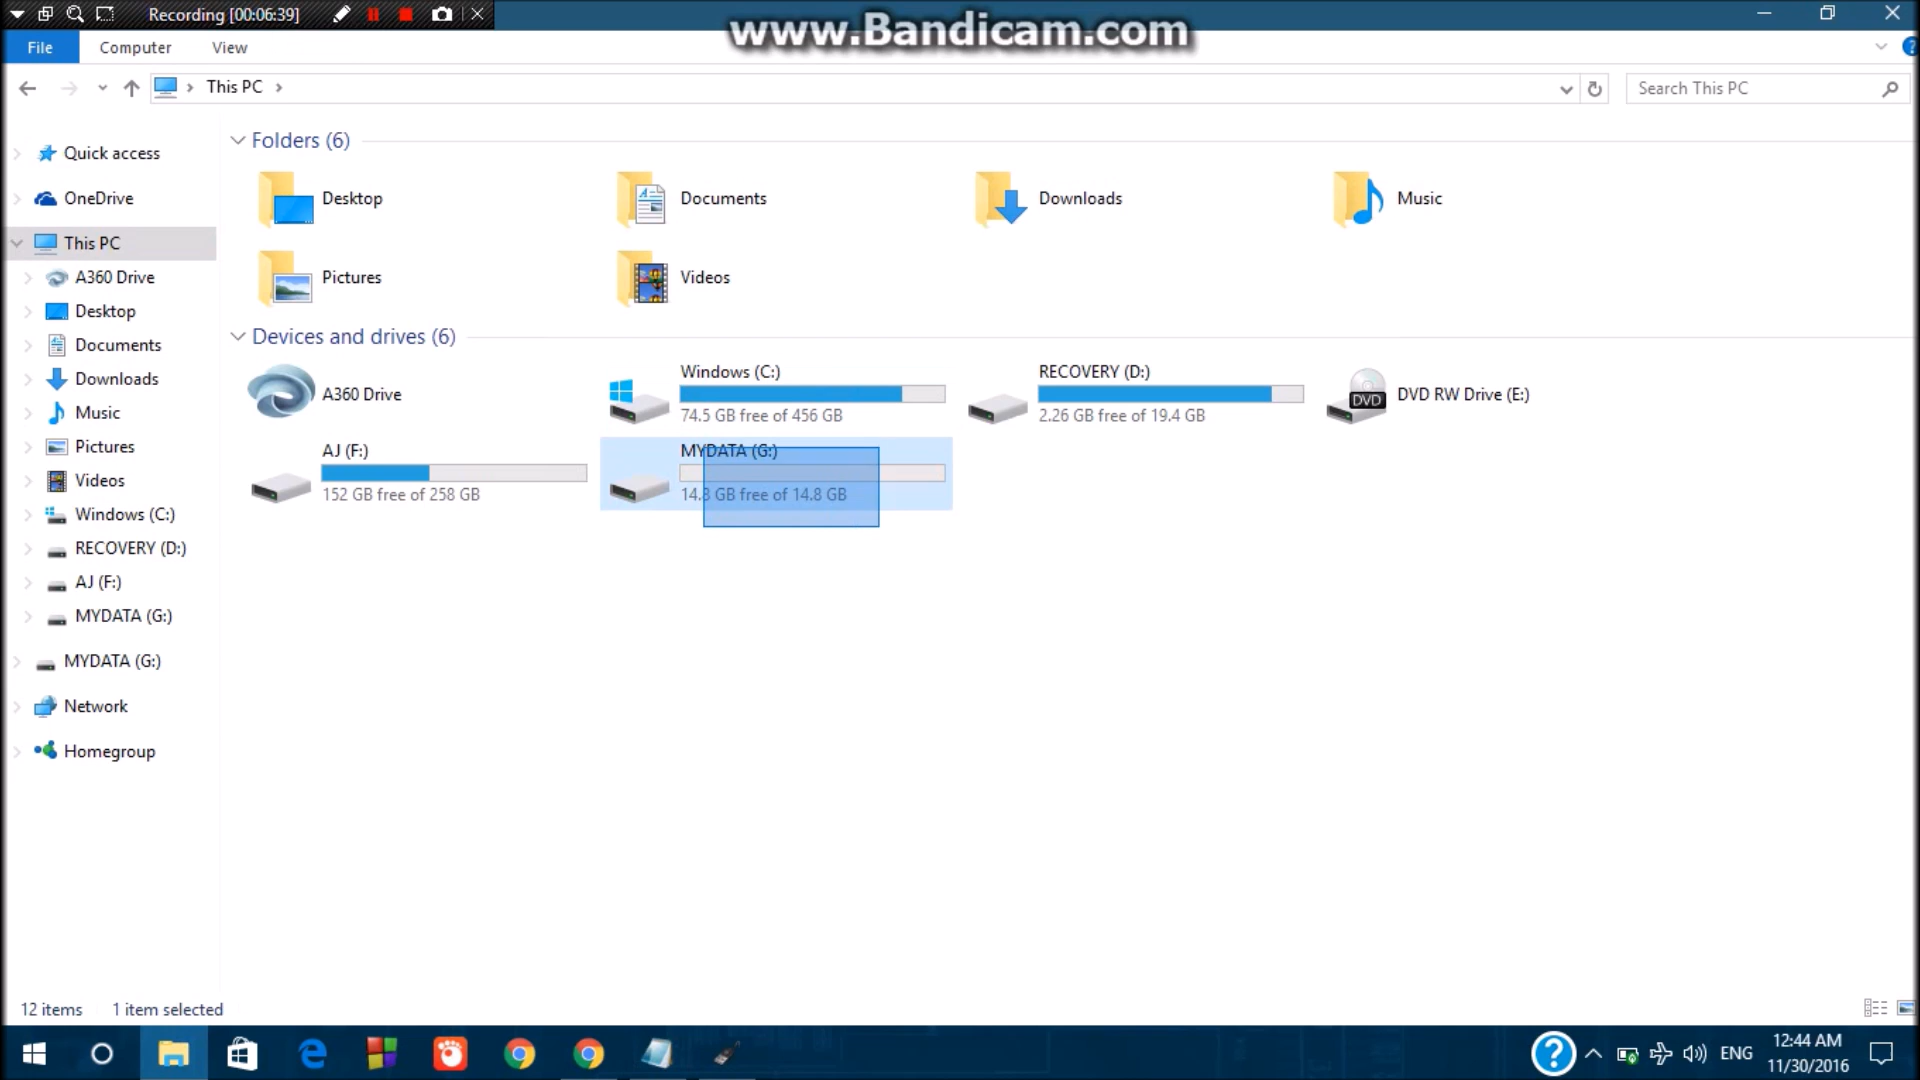 Recording [00:06:39]
www.Bandicam.com
File Computer View
This PC
Search This PC
Quick access
OneDrive
This PC
A360 Drive
Desktop
Documents
Downloads
Music
Pictures
Videos
Windows (C:)
RECOVERY (D:)
AJ (F:)
MYDATA (G:)
MYDATA (G:)
Network
Homegroup
Folders (6)
Desktop
Documents
Downloads
Music
Pictures
Videos
Devices and drives (6)
A360 Drive
Windows (C:)
74.5 GB free of 456 GB
RECOVERY (D:)
2.26 GB free of 19.4 GB
DVD
DVD RW Drive (E:)
AJ (F:)
152 GB free of 258 GB
MYDATA (G:)
14.8 GB free of 14.8 GB
12 items 1 item selected
ENG
12:44 AM
11/30/2016